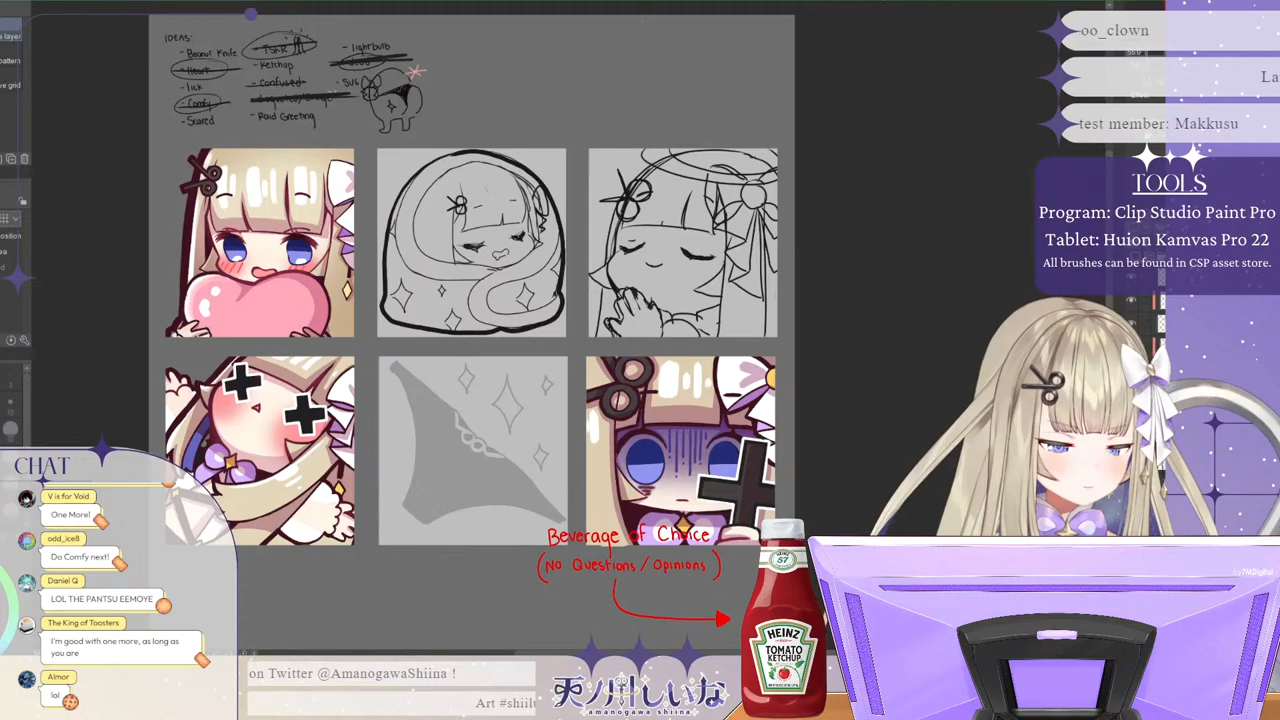 IDEAS:
- Beanut Knife
- Heart
- lick
- Comfy
- Scared
- TSKR
- Ketchup
- confused
- Raid Greeting
- lightbulb
- SUS
oo_clown
La
test member: Makkusu
TOOLS
Program: Clip Studio Paint Pro
Tablet: Huion Kamvas Pro 22
All brushes can be found in CSP asset store.
CHAT
V is for Void
One More!
odd_ice8
Do Comfy next!
Daniel Q
LOL THE PANTSU EEMOYE
The King of Toasters
I'm good with one more, as long as
you are
Almor
lol
Beverage of Choice
(No Questions/Opinions)
HEINZ
57
HEINZ
TOMATO
KETCHUP
on Twitter @AmanogawaShiina !
Art #shiil
天ノ川しいな
amanogawa shiina
by7MDigital